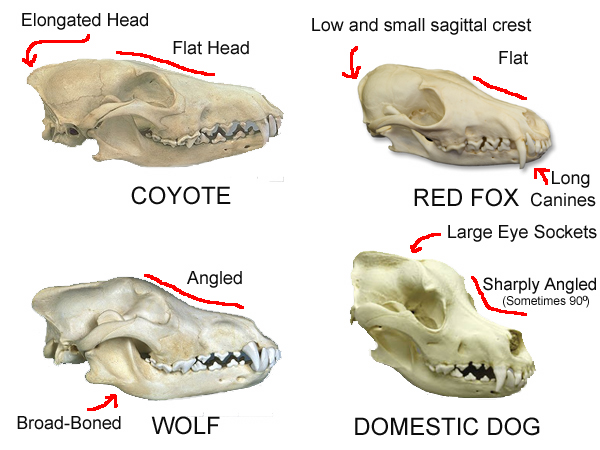 Elongated Head
Flat Head
COYOTE
Low and small sagittal crest
Flat
Long
Canines
RED FOX
Angled
Broad-Boned
WOLF
Large Eye Sockets
Sharply Angled
(Sometimes 90º)
DOMESTIC DOG